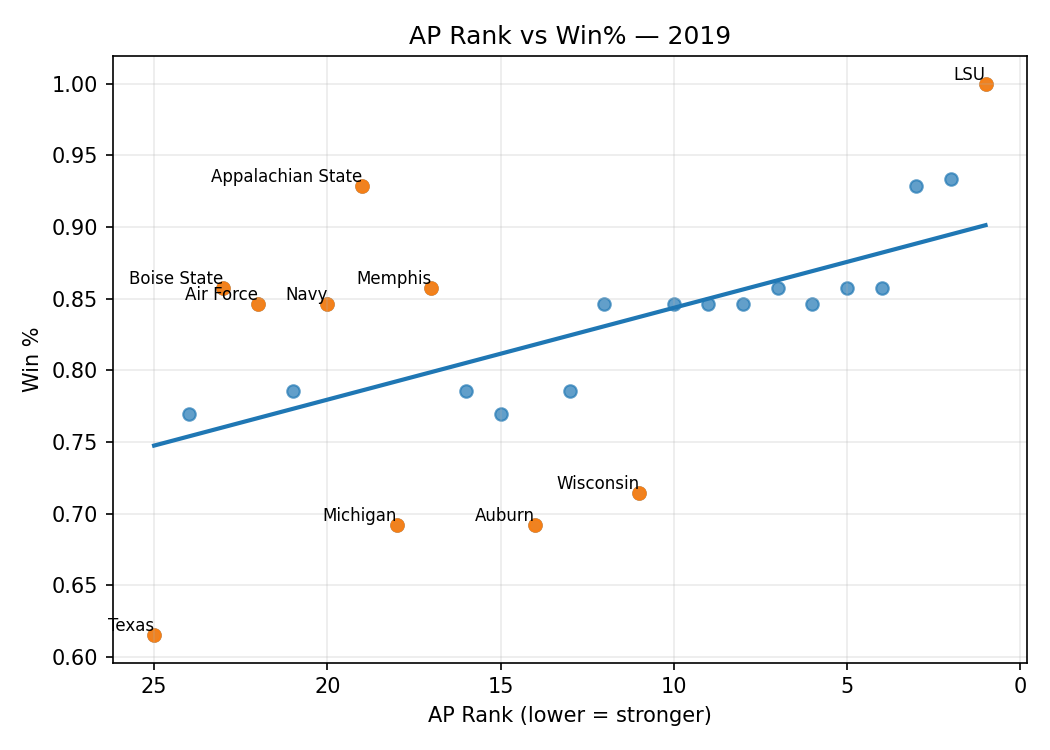 AP Rank vs Win% — 2019
LSU
Appalachian State
Boise State
Air Force
Navy
Memphis
Wisconsin
Michigan
Auburn
Texas
Win %
1.00
0.95
0.90
0.85
0.80
0.75
0.70
0.65
0.60
25 20 15 10 5 0
AP Rank (lower = stronger)